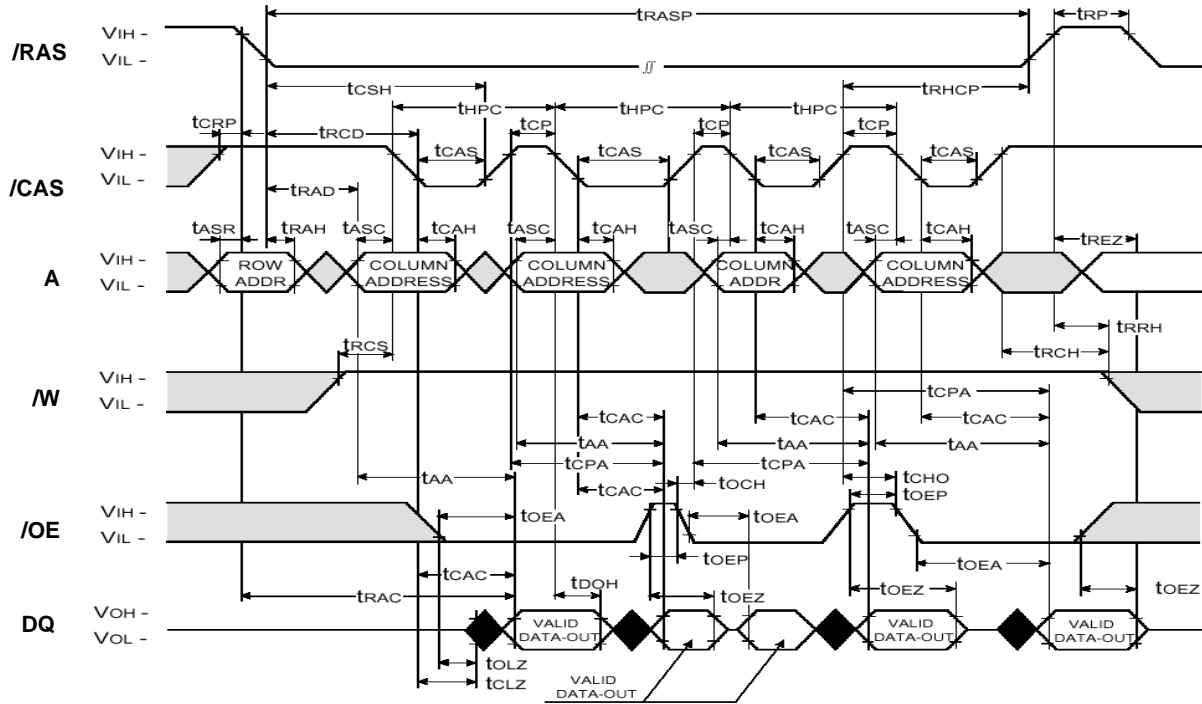 tRASP
tRP
VIH -
/RAS
VIL -
∬
tCSH
tRHCP
tHPC
tHPC
tHPC
tCRP
tRCD
tCP
tCP
tCP
VIH -
tCAS
tCAS
tCAS
tCAS
/CAS
VIL -
tRAD
tASR
tRAH
tASC
tCAH
tASC
tCAH
tASC
tCAH
tASC
tCAH
tREZ
VIH -
A
VIL -
ROW
ADDR
COLUMN
ADDRESS
COLUMN
ADDRESS
COLUMN
ADDR
COLUMN
ADDRESS
tRRH
tRCS
tRCH
VIH -
/W
VIL -
tCPA
tCAC
tCAC
tCAC
tAA
tAA
tAA
tCPA
tCPA
tAA
tCAC
tOCH
tCHO
tOEP
VIH -
/OE
VIL -
tOEA
tOEA
tOEP
tOEA
tCAC
tDOH
tRAC
tOEZ
tOEZ
tOEZ
VOH -
DQ
VOL -
VALID
DATA-OUT
VALID
DATA-OUT
VALID
DATA-OUT
tOLZ
tCLZ
VALID
DATA-OUT